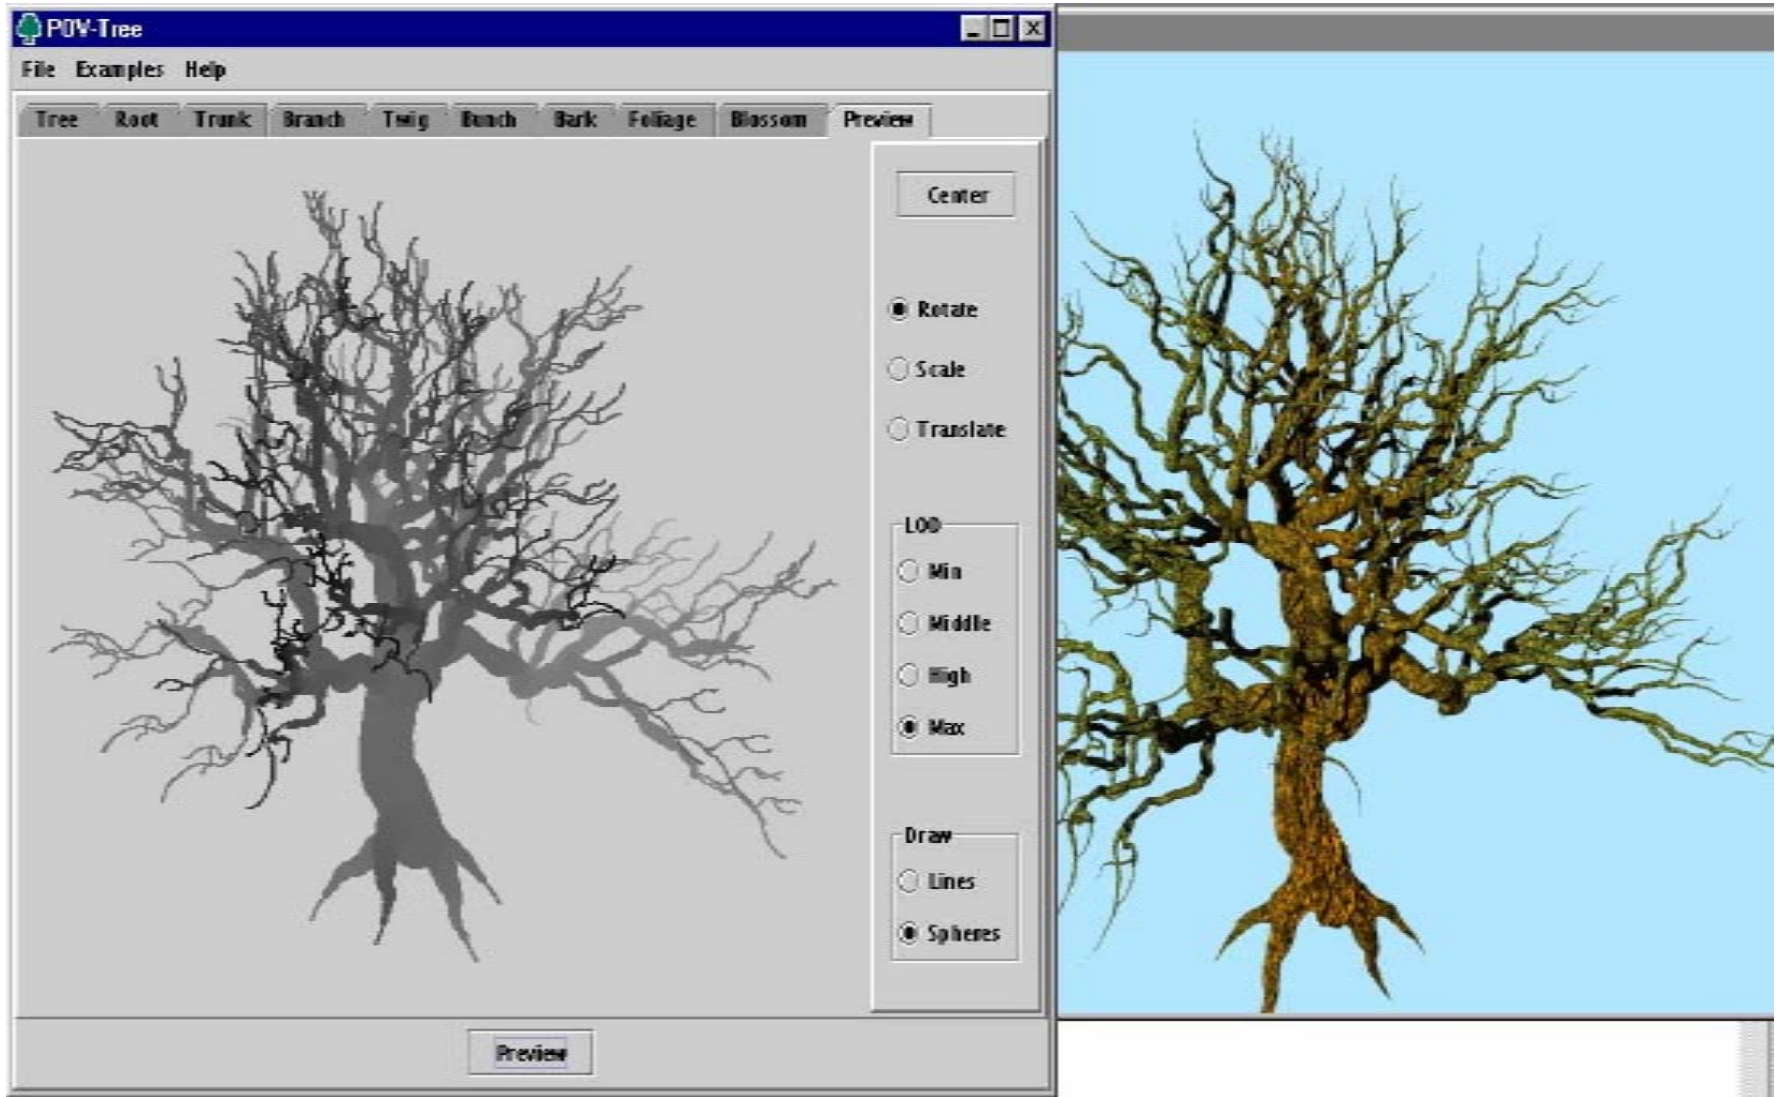 POV-Tree
File Examples Help
Tree Root Trunk Branch Twig Bunch Bark Foliage Blossom Preview
Center
Rotate
Scale
Translate
LOD
Min
Middle
High
Max
Draw
Lines
Spheres
Preview